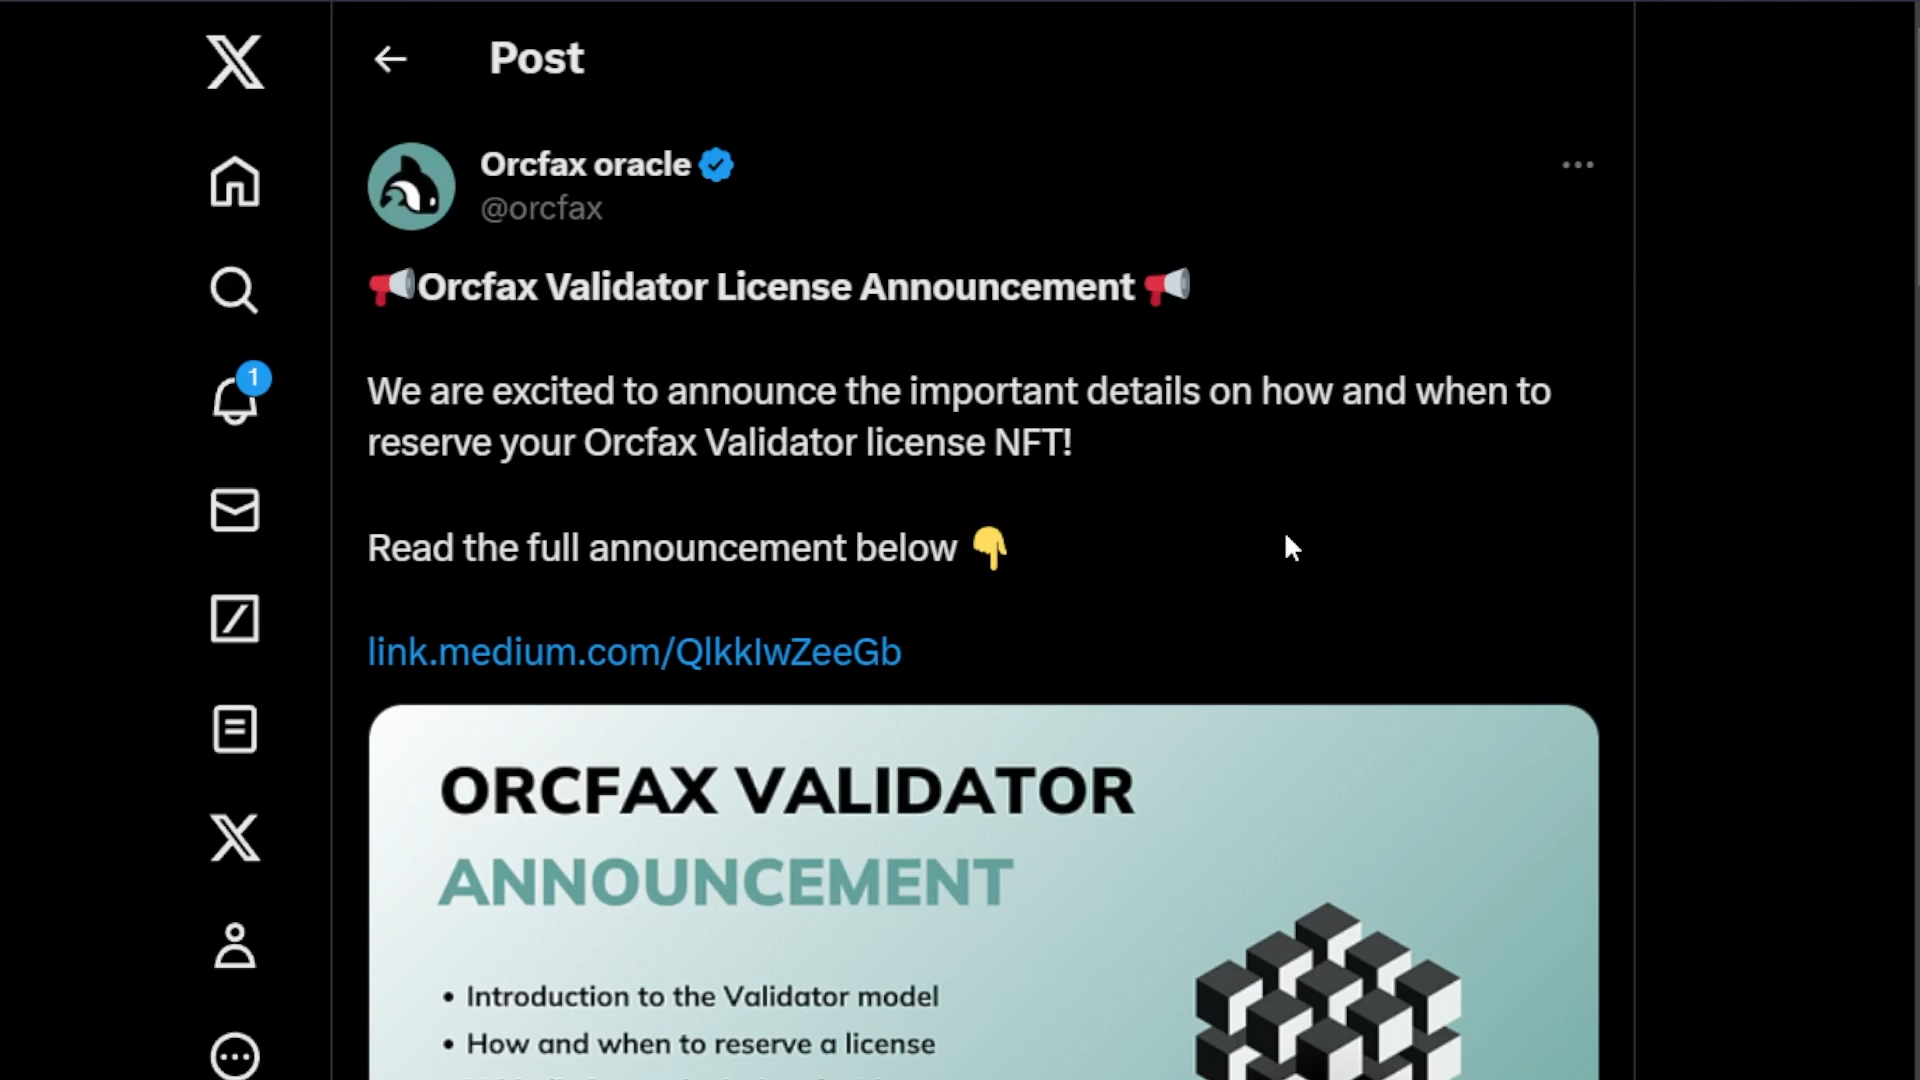 Post
Orcfax oracle
@orcfax
Orcfax Validator License Announcement
1
We are excited to announce the important details on how and when to
reserve your Orcfax Validator license NFT!
Read the full announcement below
link.medium.com/QlkkIwZeeGb
ORCFAX VALIDATOR
ANNOUNCEMENT
• Introduction to the Validator model
• How and when to reserve a license